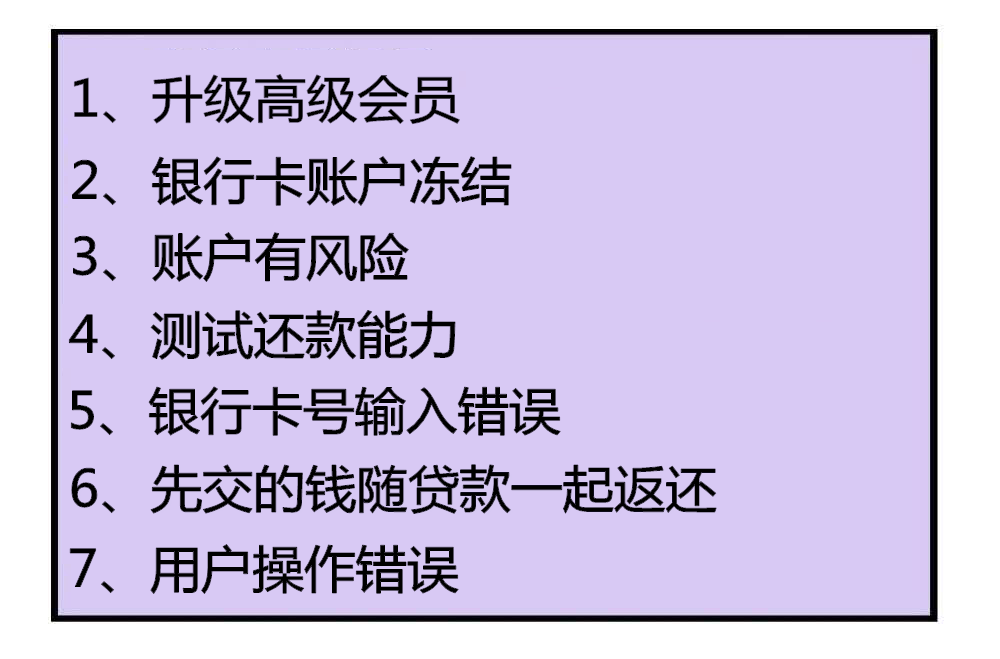 1、升级高级会员
2、银行卡账户冻结
3、账户有风险
4、测试还款能力
5、银行卡号输入错误
6、先交的钱随贷款一起返还
7、用户操作错误